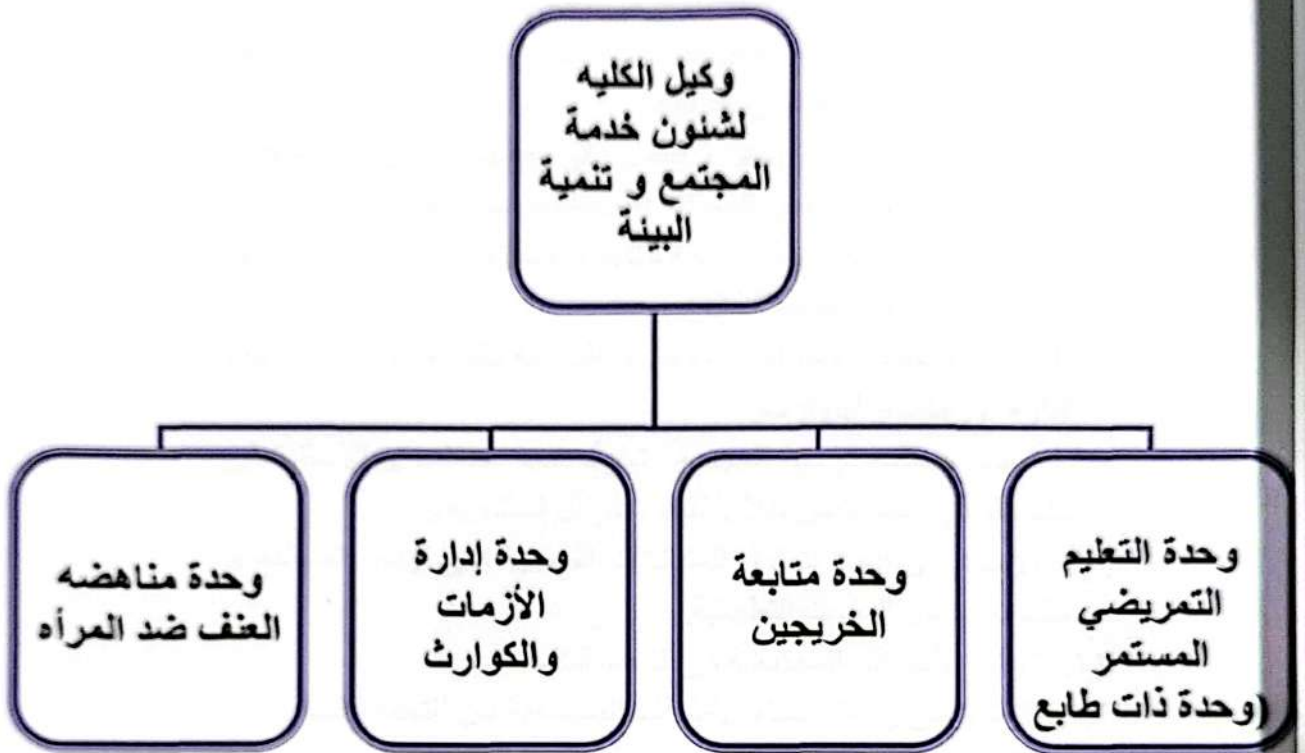 وكيل الكليه
لشئون خدمة
المجتمع و تنمية
البيئة
وحدة التعليم
التمريضي
المستمر
(وحدة ذات طابع
وحدة متابعة
الخريجين
وحدة إدارة
الأزمات
والكوارث
وحدة مناهضه
العنف ضد المرأه